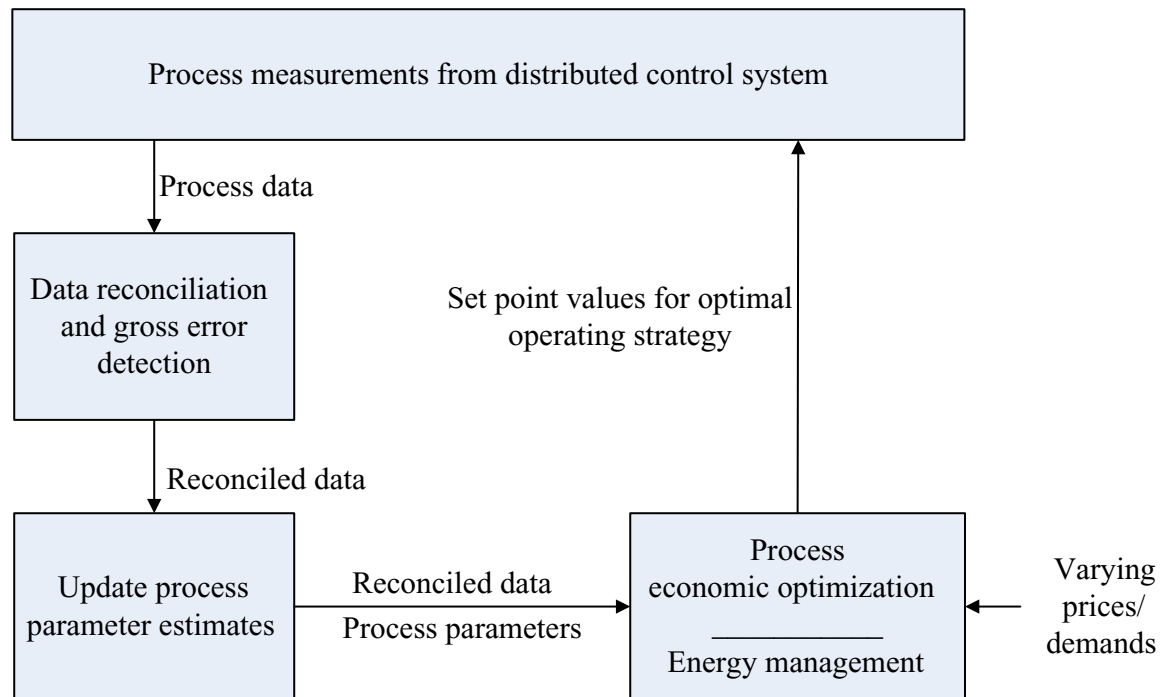 Process measurements from distributed control system
Process data
Data reconciliation
and gross error
detection
Set point values for optimal
operating strategy
Reconciled data
Update process
parameter estimates
Reconciled data
Process parameters
Process
economic optimization
Energy management
Varying
prices/
demands